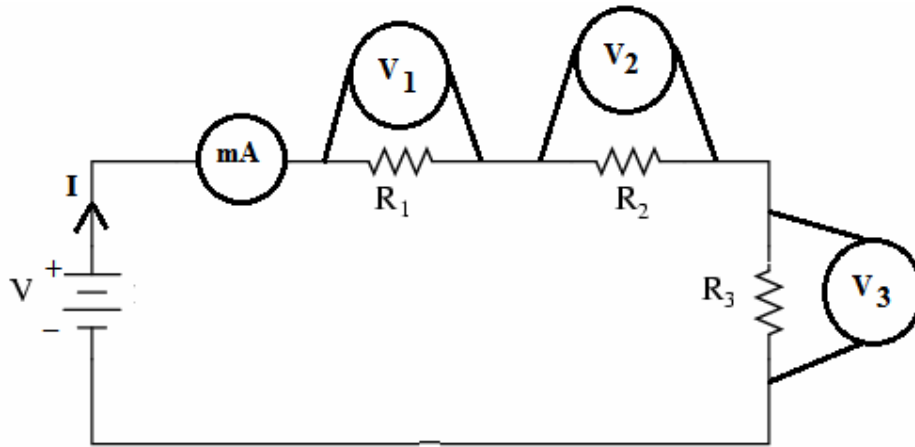 V₁
V₂
mA
R₁
R₂
I
+
V
−
R₃
V₃